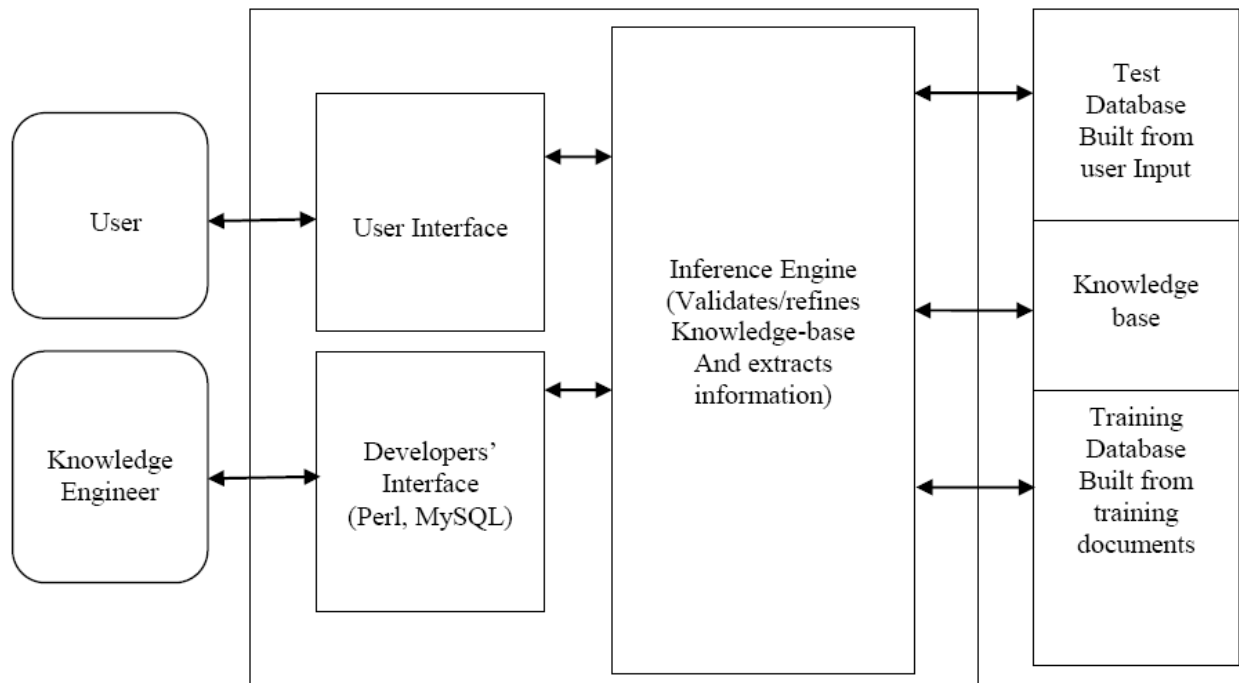 User
Knowledge
Engineer
User Interface
Developers’
Interface
(Perl, MySQL)
Inference Engine
(Validates/refines
Knowledge-base
And extracts
information)
Test
Database
Built from
user Input
Knowledge
base
Training
Database
Built from
training
documents